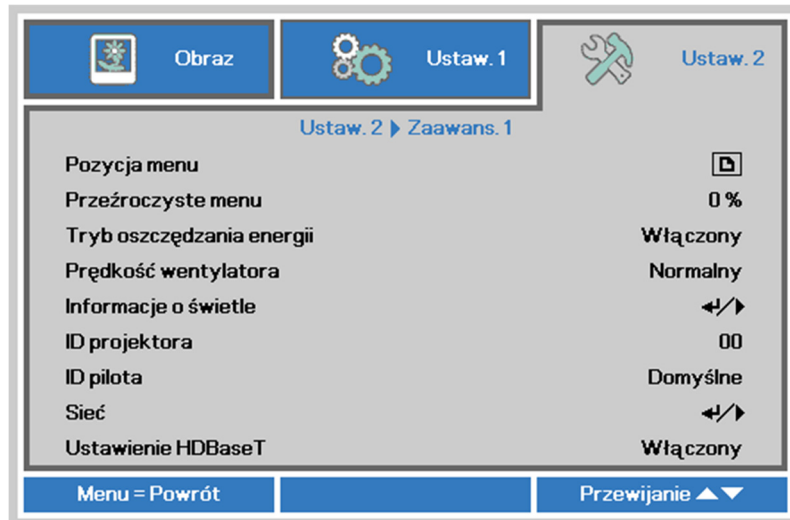 Obraz
Ustaw. 1
Ustaw. 2
Ustaw. 2 ▶ Zaawans. 1
Pozycja menu
Przeźroczyste menu 0 %
Tryb oszczędzania energii Włączony
Prędkość wentylatora Normalny
Informacje o świetle ↵/▶
ID projektora 00
ID pilota Domyślne
Sieć ↵/▶
Ustawienie HDBaseT Włączony
Menu = Powrót Przewijanie ▲▼